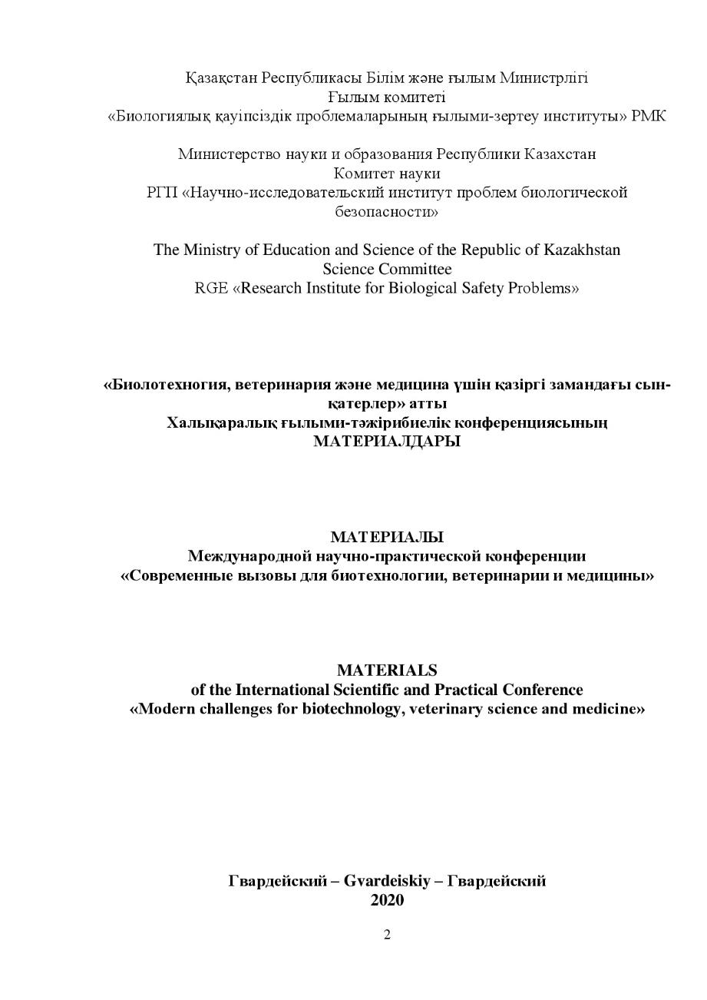 Қазақстан Республикасы Білім және ғылым Министрлігі
Ғылым комитеті
«Биологиялық қауіпсіздік проблемаларының ғылыми-зертеу институты» РМК
Министерство науки и образования Республики Казахстан
Комитет науки
РГП «Научно-исследовательский институт проблем биологической
безопасности»
The Ministry of Education and Science of the Republic of Kazakhstan
Science Committee
RGE «Research Institute for Biological Safety Problems»
«Биолотехногия, ветеринария және медицина үшін қазіргі замандағы сын-
қатерлер» атты
Халықаралық ғылыми-тәжірибиелік конференциясының
МАТЕРИАЛДАРЫ
МАТЕРИАЛЫ
Международной научно-практической конференции
«Современные вызовы для биотехнологии, ветеринарии и медицины»
MATERIALS
of the International Scientific and Practical Conference
«Modern challenges for biotechnology, veterinary science and medicine»
Гвардейский – Gvardeiskiy – Гвардейский
2020
2